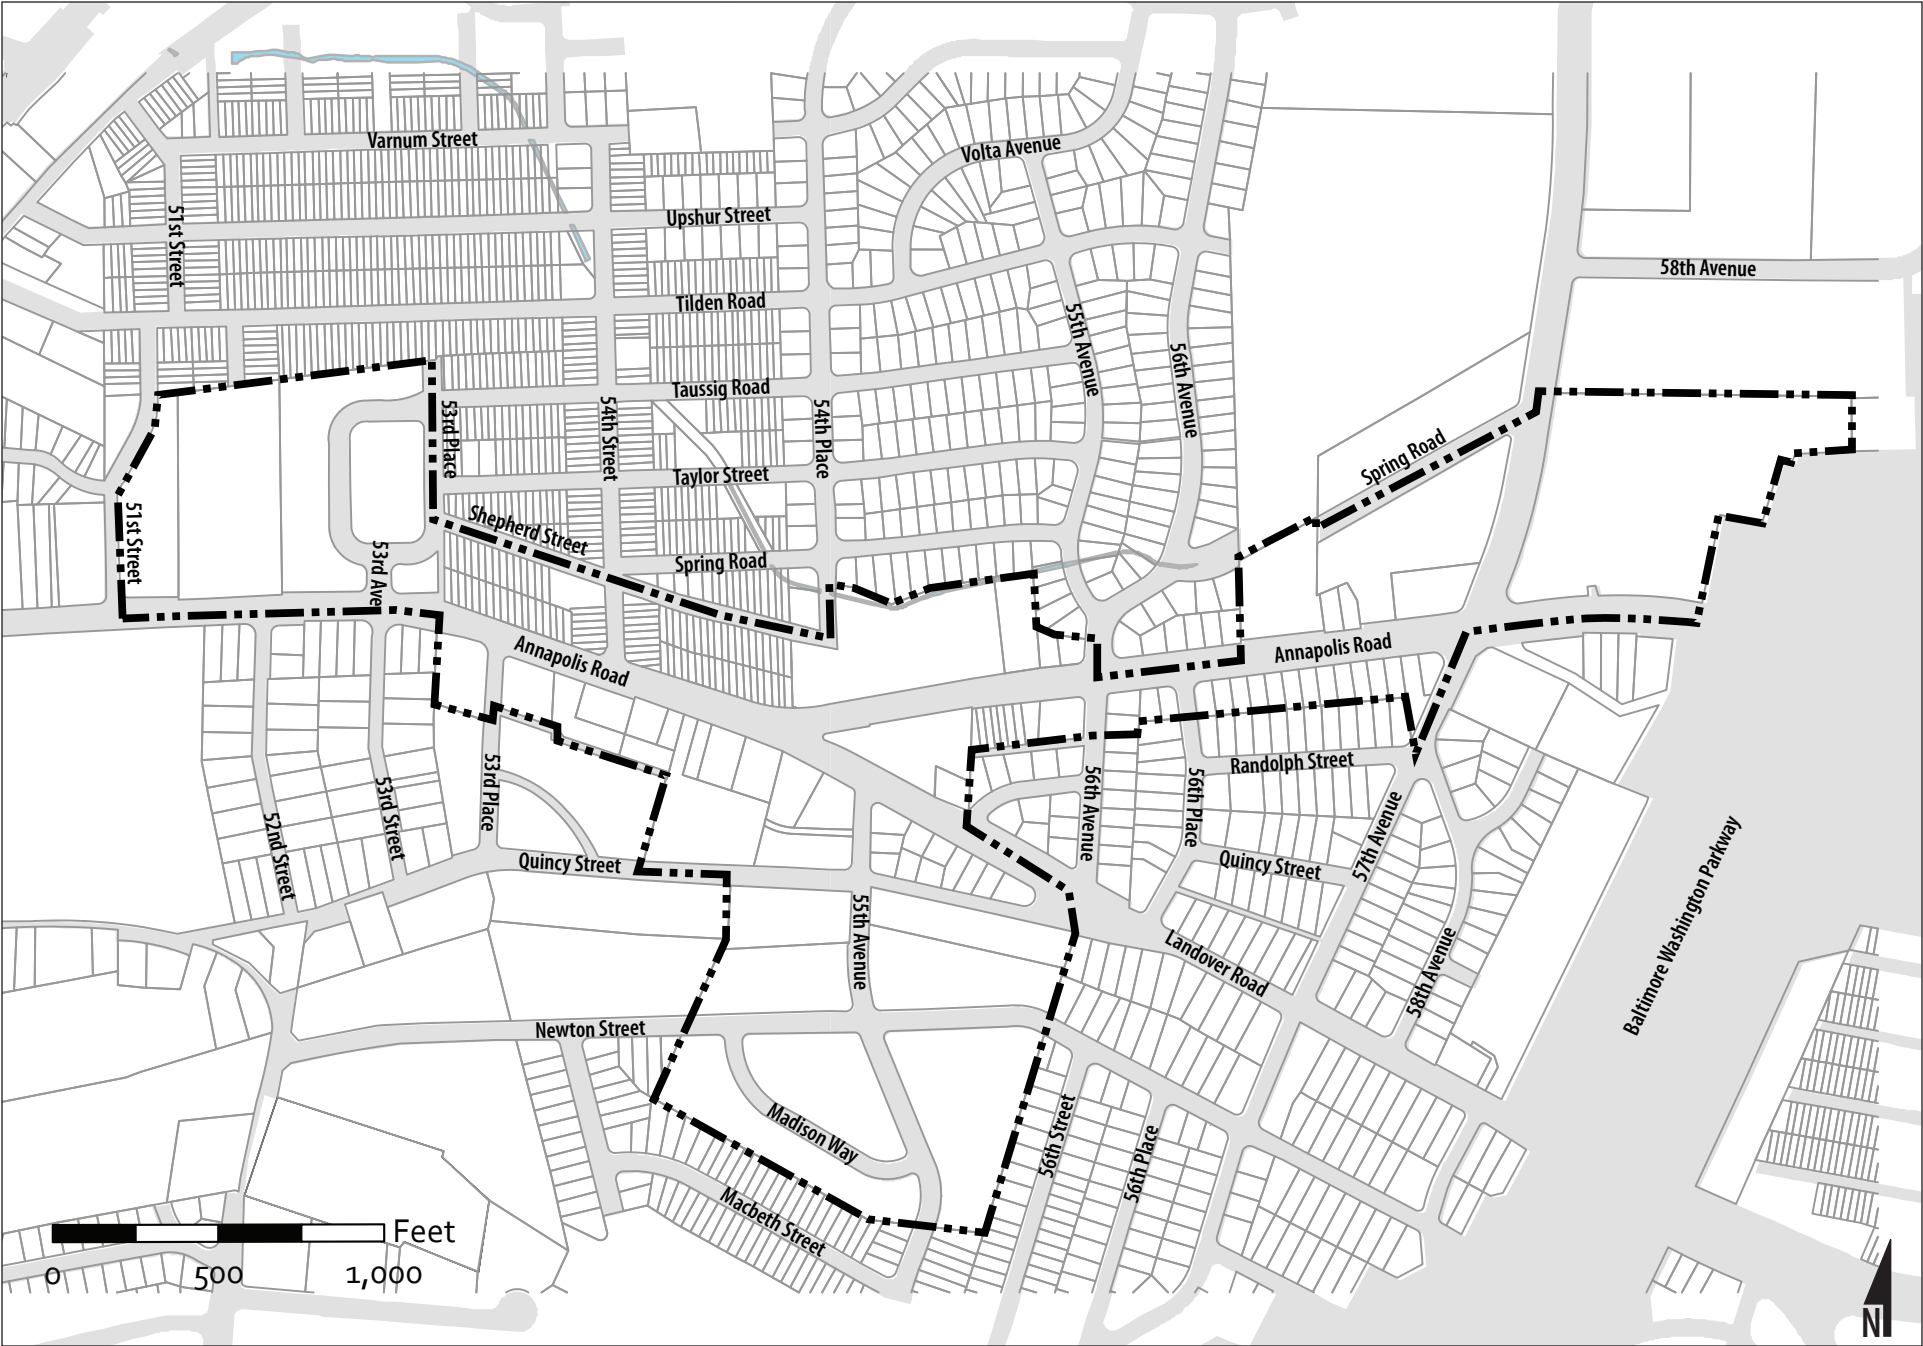 Varnum Street
Volta Avenue
51st Street
Upshur Street
58th Avenue
Tilden Road
55th Avenue
56th Avenue
Taussig Road
53rd Place
54th Street
54th Place
Spring Road
Taylor Street
51st Street
Shepherd Street
53rd Ave
Spring Road
Annapolis Road
Annapolis Road
53rd Place
Randolph Street
56th Avenue
56th Place
53rd Street
52nd Street
57th Avenue
Quincy Street
Quincy Street
Baltimore Washington Parkway
55th Avenue
Landover Road
58th Avenue
Newton Street
Madison Way
56th Street
56th Place
Macbeth Street
Feet
0 500 1,000
N